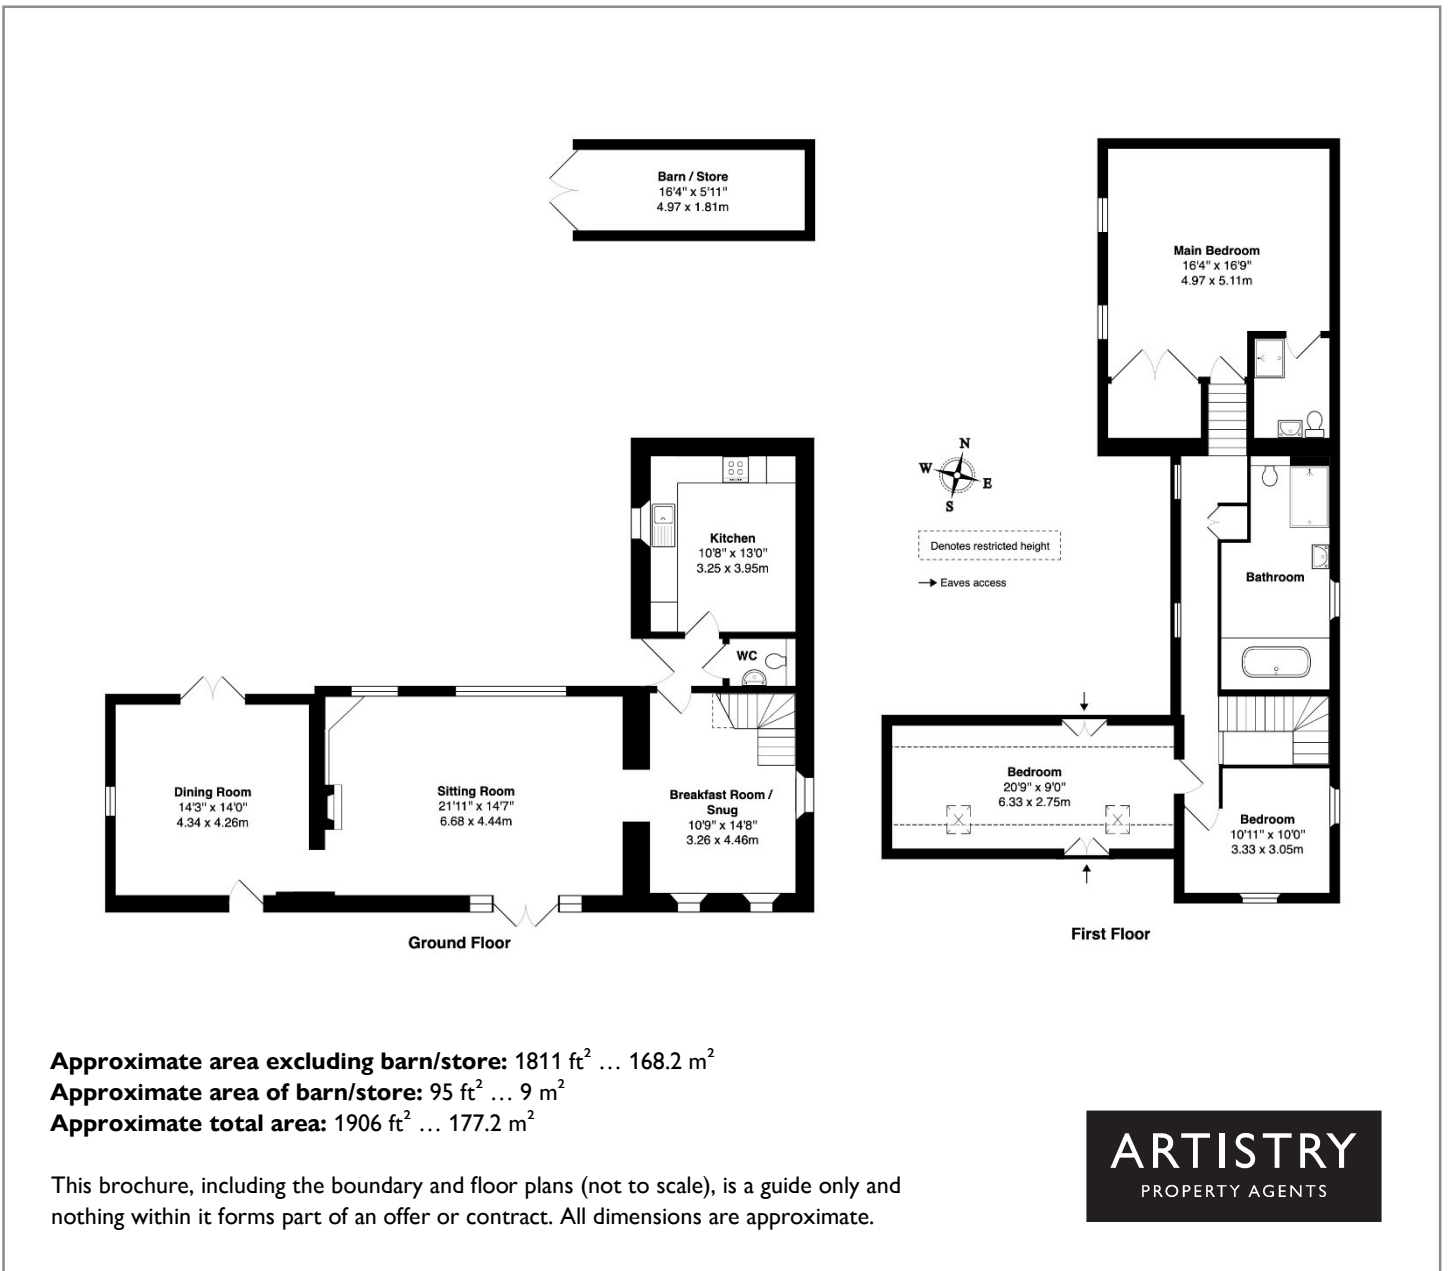 Barn / Store
16'4" x 5'11"
4.97 x 1.81m
Main Bedroom
16'4" x 16'9"
4.97 x 5.11m
N
W
E
S
Denotes restricted height
Eaves access
Kitchen
10'8" x 13'0"
3.25 x 3.95m
WC
Bathroom
Dining Room
14'3" x 14'0"
4.34 x 4.26m
Sitting Room
21'11" x 14'7"
6.68 x 4.44m
Breakfast Room /
Snug
10'9" x 14'8"
3.26 x 4.46m
Bedroom
20'9" x 9'0"
6.33 x 2.75m
Bedroom
10'11" x 10'0"
3.33 x 3.05m
Ground Floor
First Floor
Approximate area excluding barn/store: 1811 ft² … 168.2 m²
Approximate area of barn/store: 95 ft² … 9 m²
Approximate total area: 1906 ft² … 177.2 m²
This brochure, including the boundary and floor plans (not to scale), is a guide only and
nothing within it forms part of an offer or contract. All dimensions are approximate.
ARTISTRY
PROPERTY AGENTS